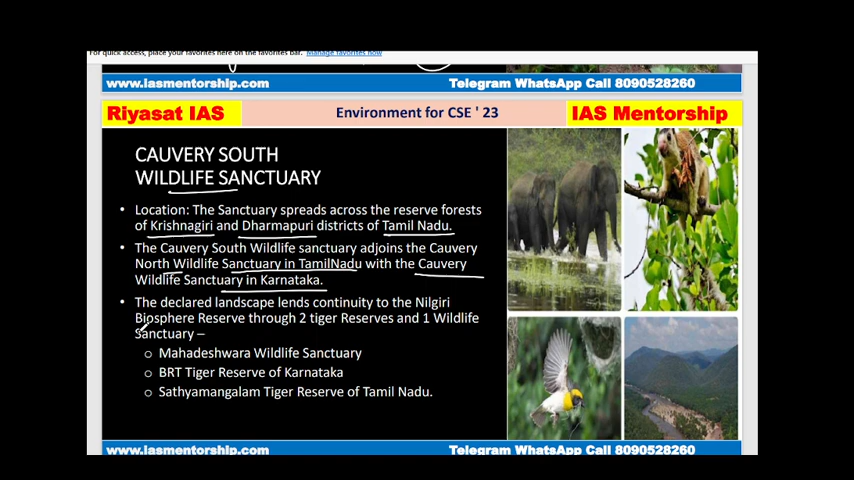 For quick access, place your favorites here on the favorites bar. Manage favorites now
www.iasmentorship.com Telegram WhatsApp Call 8090528260
Riyasat IAS Environment for CSE ' 23 IAS Mentorship
CAUVERY SOUTH
WILDLIFE SANCTUARY
• Location: The Sanctuary spreads across the reserve forests
of Krishnagiri and Dharmapuri districts of Tamil Nadu.
• The Cauvery South Wildlife sanctuary adjoins the Cauvery
North Wildlife Sanctuary in TamilNadu with the Cauvery
Wildlife Sanctuary in Karnataka.
• The declared landscape lends continuity to the Nilgiri
Biosphere Reserve through 2 tiger Reserves and 1 Wildlife
Sanctuary –
o Mahadeshwara Wildlife Sanctuary
o BRT Tiger Reserve of Karnataka
o Sathyamangalam Tiger Reserve of Tamil Nadu.
www.iasmentorship.com Telegram WhatsApp Call 8090528260